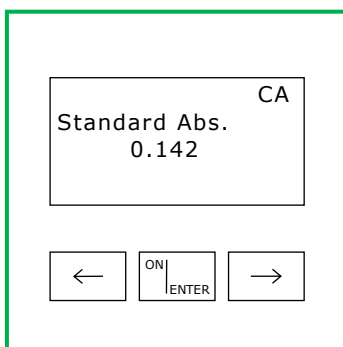 CA
Standard Abs.
0.142
← ON ENTER →